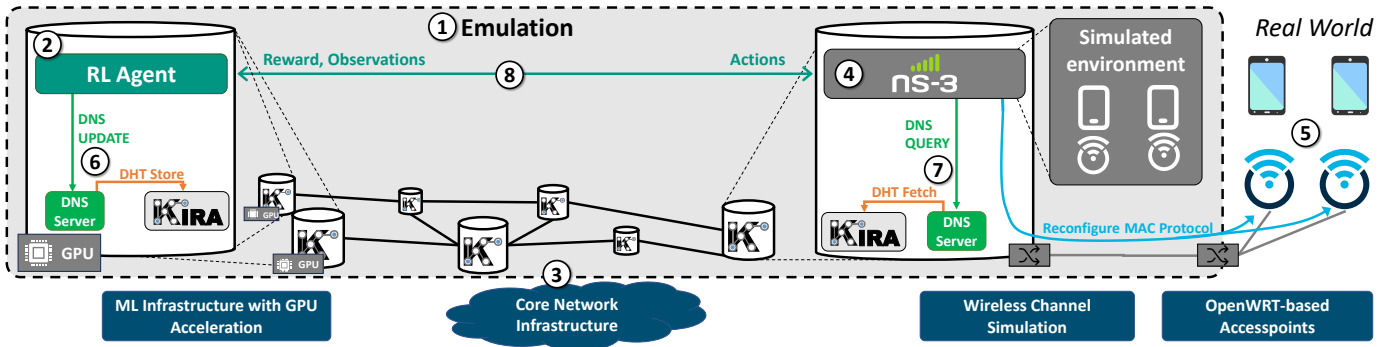 ① Emulation
Real World
②
RL Agent
Reward, Observations
⑧
Actions
④
ns-3
Simulated
environment
DNS
UPDATE
⑥
DHT Store
DNS
Server
KIRA
GPU
K
GPU
K
GPU
K
K
K
K
K
③
DNS
QUERY
⑦
DHT Fetch
KIRA
DNS
Server
⑤
Reconfigure MAC Protocol
ML Infrastructure with GPU
Acceleration
Core Network
Infrastructure
Wireless Channel
Simulation
OpenWRT-based
Accesspoints